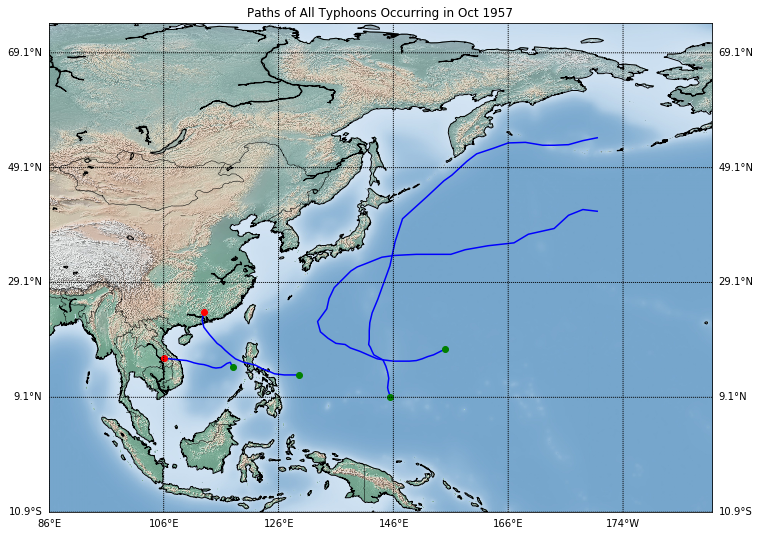 Paths of All Typhoons Occurring in Oct 1957
69.1°N 69.1°N
49.1°N 49.1°N
29.1°N 29.1°N
9.1°N 9.1°N
10.9°S 10.9°S
86°E 106°E 126°E 146°E 166°E 174°W